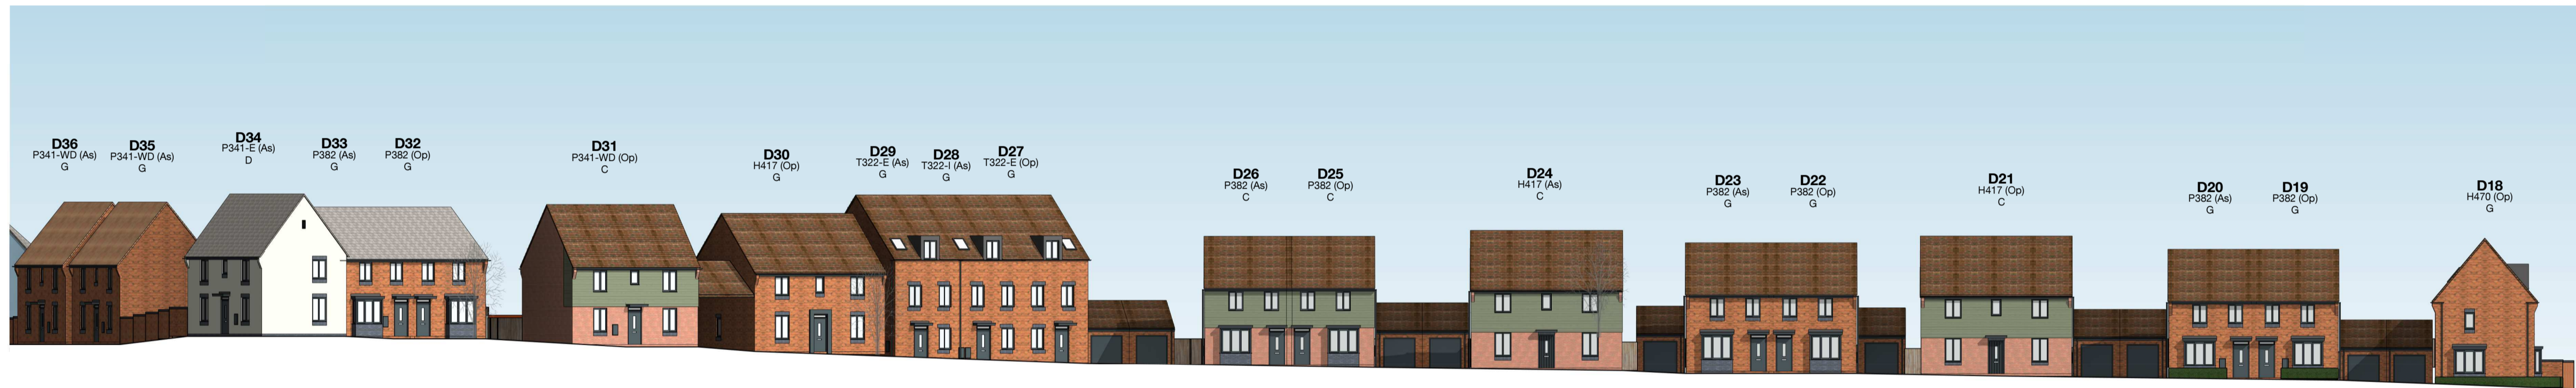 D36
P341-WD (As)
G
D35
P341-WD (As)
G
D34
P341-E (As)
D
D33
P382 (As)
G
D32
P382 (Op)
G
D31
P341-WD (Op)
C
D30
H417 (Op)
G
D29
T322-E (As)
G
D28
T322-I (As)
G
D27
T322-E (Op)
G
D26
P382 (As)
C
D25
P382 (Op)
C
D24
H417 (As)
C
D23
P382 (As)
G
D22
P382 (Op)
G
D21
H417 (Op)
C
D20
P382 (As)
G
D19
P382 (Op)
G
D18
H470 (Op)
G